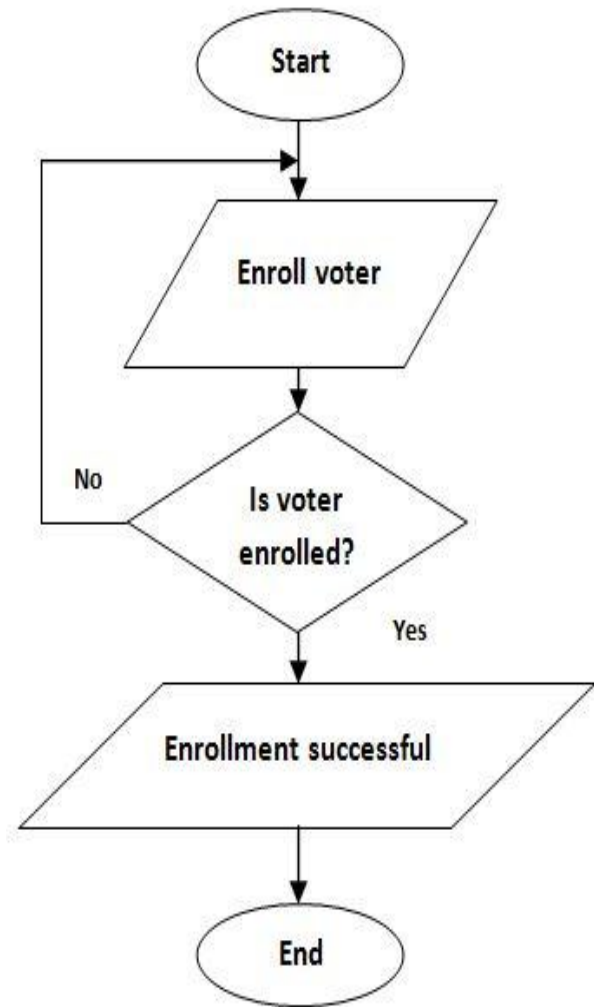 Start
Enroll voter
No
Is voter
enrolled?
Yes
Enrollment successful
End